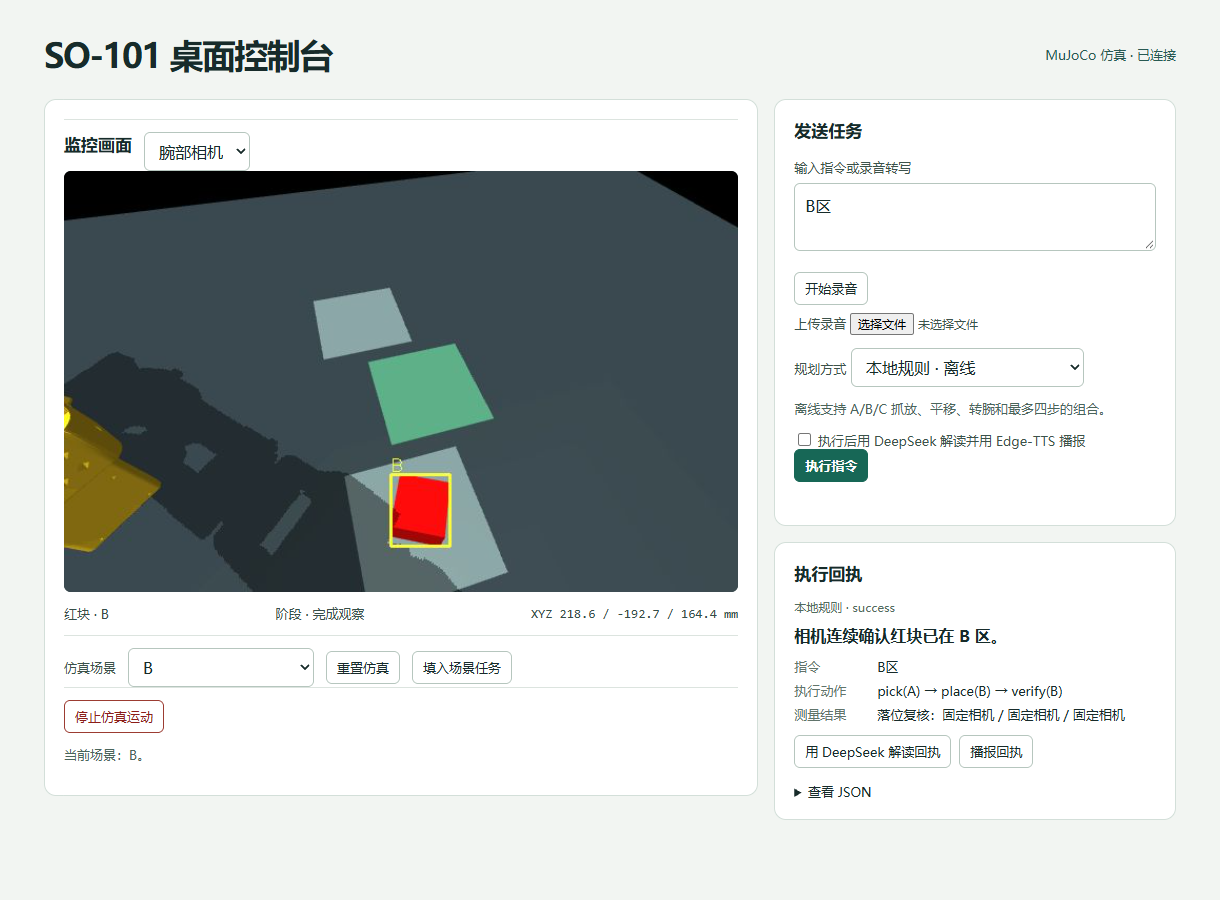 SO-101 桌面控制台
MuJoCo 仿真 · 已连接
监控画面
腕部相机
B
红块 · B
阶段 · 完成观察
XYZ 218.6 / -192.7 / 164.4 mm
仿真场景
B
重置仿真
填入场景任务
停止仿真运动
当前场景：B。
发送任务
输入指令或录音转写
B区
开始录音
上传录音 选择文件 未选择文件
规划方式 本地规则 · 离线
离线支持 A/B/C 抓放、平移、转腕和最多四步的组合。
执行后用 DeepSeek 解读并用 Edge-TTS 播报
执行指令
执行回执
本地规则 · success
相机连续确认红块已在 B 区。
指令 B区
执行动作 pick(A) → place(B) → verify(B)
测量结果 落位复核：固定相机 / 固定相机 / 固定相机
用 DeepSeek 解读回执
播报回执
查看 JSON